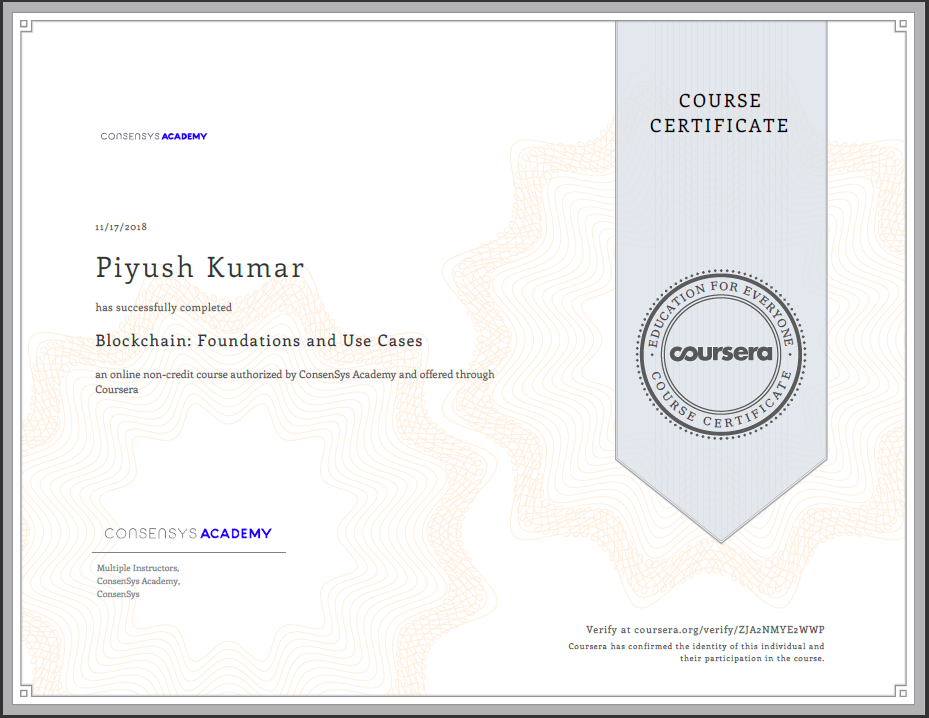 COURSE
CERTIFICATE
CONSENSYS ACADEMY
11/17/2018
Piyush Kumar
has successfully completed
Blockchain: Foundations and Use Cases
an online non-credit course authorized by ConsenSys Academy and offered through
Coursera
EDUCATION FOR EVERYONE
coursera
COURSE CERTIFICATE
CONSENSYS ACADEMY
Multiple Instructors,
ConsenSys Academy,
ConsenSys
Verify at coursera.org/verify/ZJA2NMYE2WWP
Coursera has confirmed the identity of this individual and
their participation in the course.